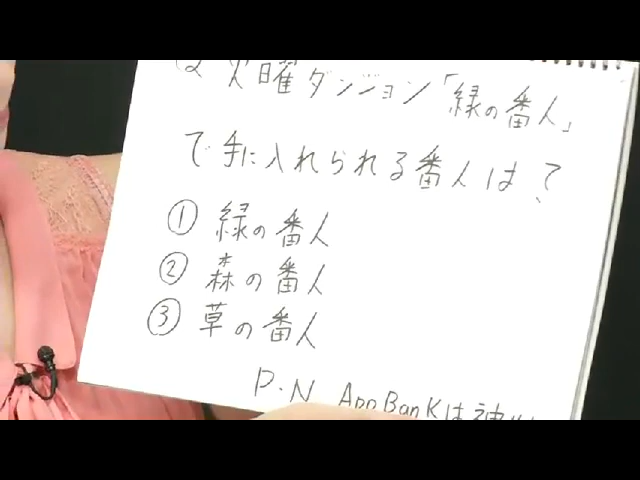 Q 火曜ダンジョン「緑の番人」
で手に入れられる番人は？
① 緑の番人
② 森の番人
③ 草の番人
P.N AppBankは神